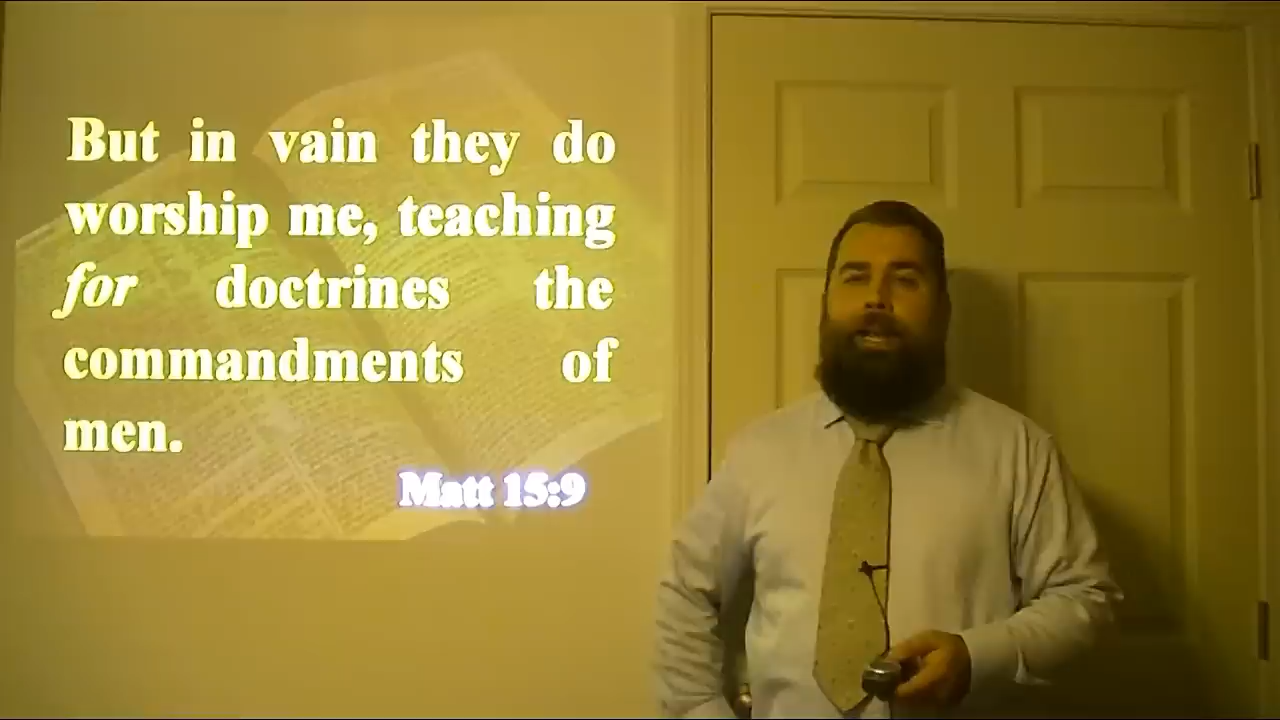 But in vain they do
worship me, teaching
for doctrines the
commandments of
men.
Matt 15:9